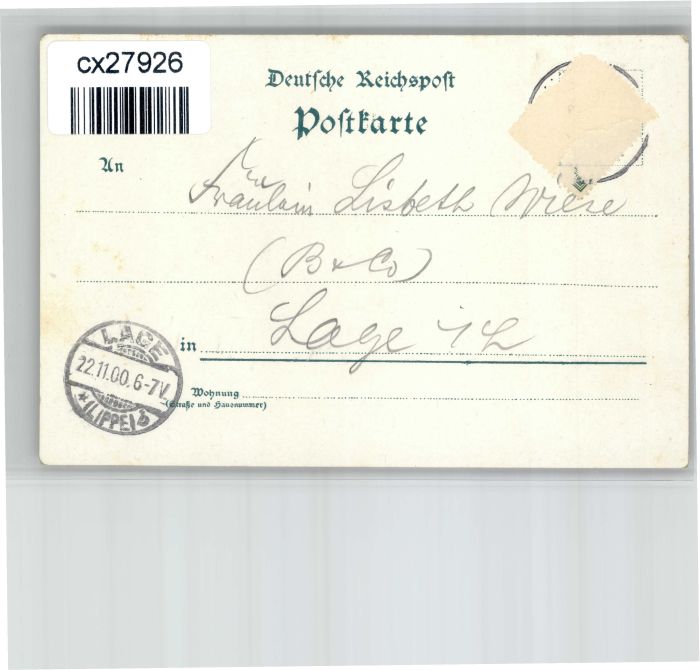 cx27926
Deutsche Reichspost
Postkarte
An
Fräulein Lisbeth Wiese
(B & Co)
in Lage i/L
LAGE
22.11.00.6-7V.
*(LIPPE) b
Wohnung
(Straße und Hausnummer)